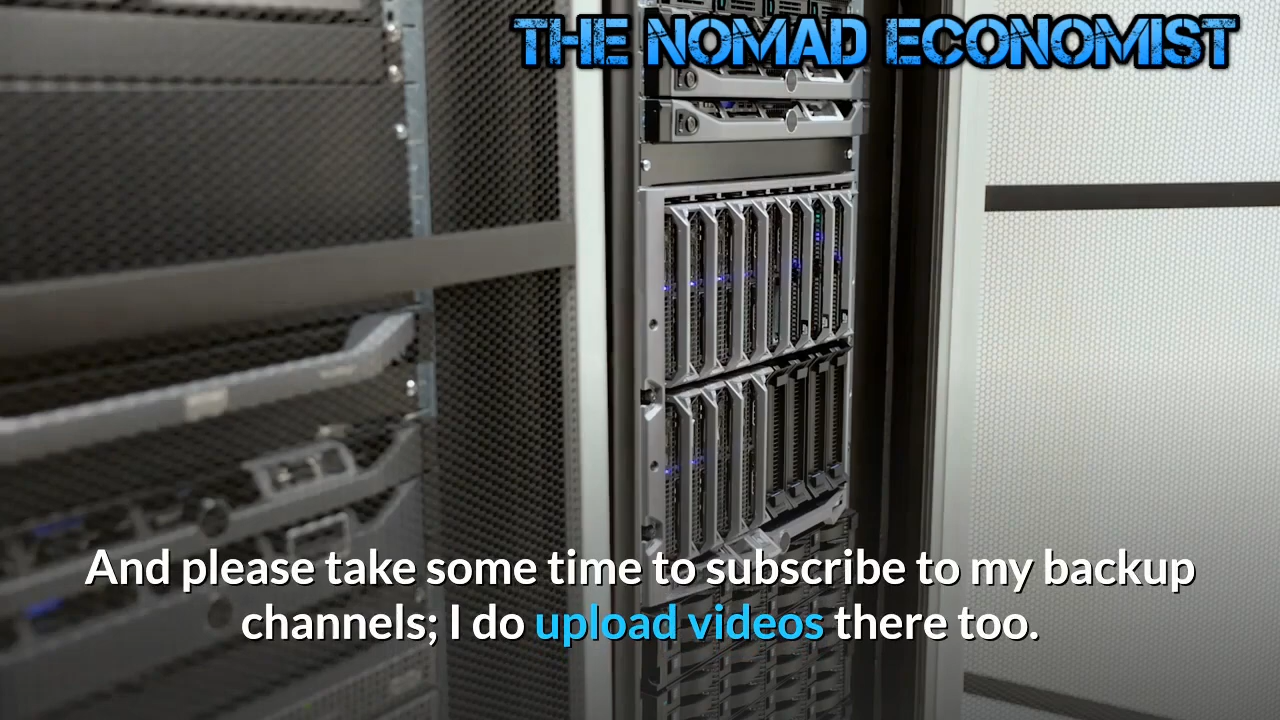 THE NOMAD ECONOMIST
And please take some time to subscribe to my backup
channels; I do upload videos there too.